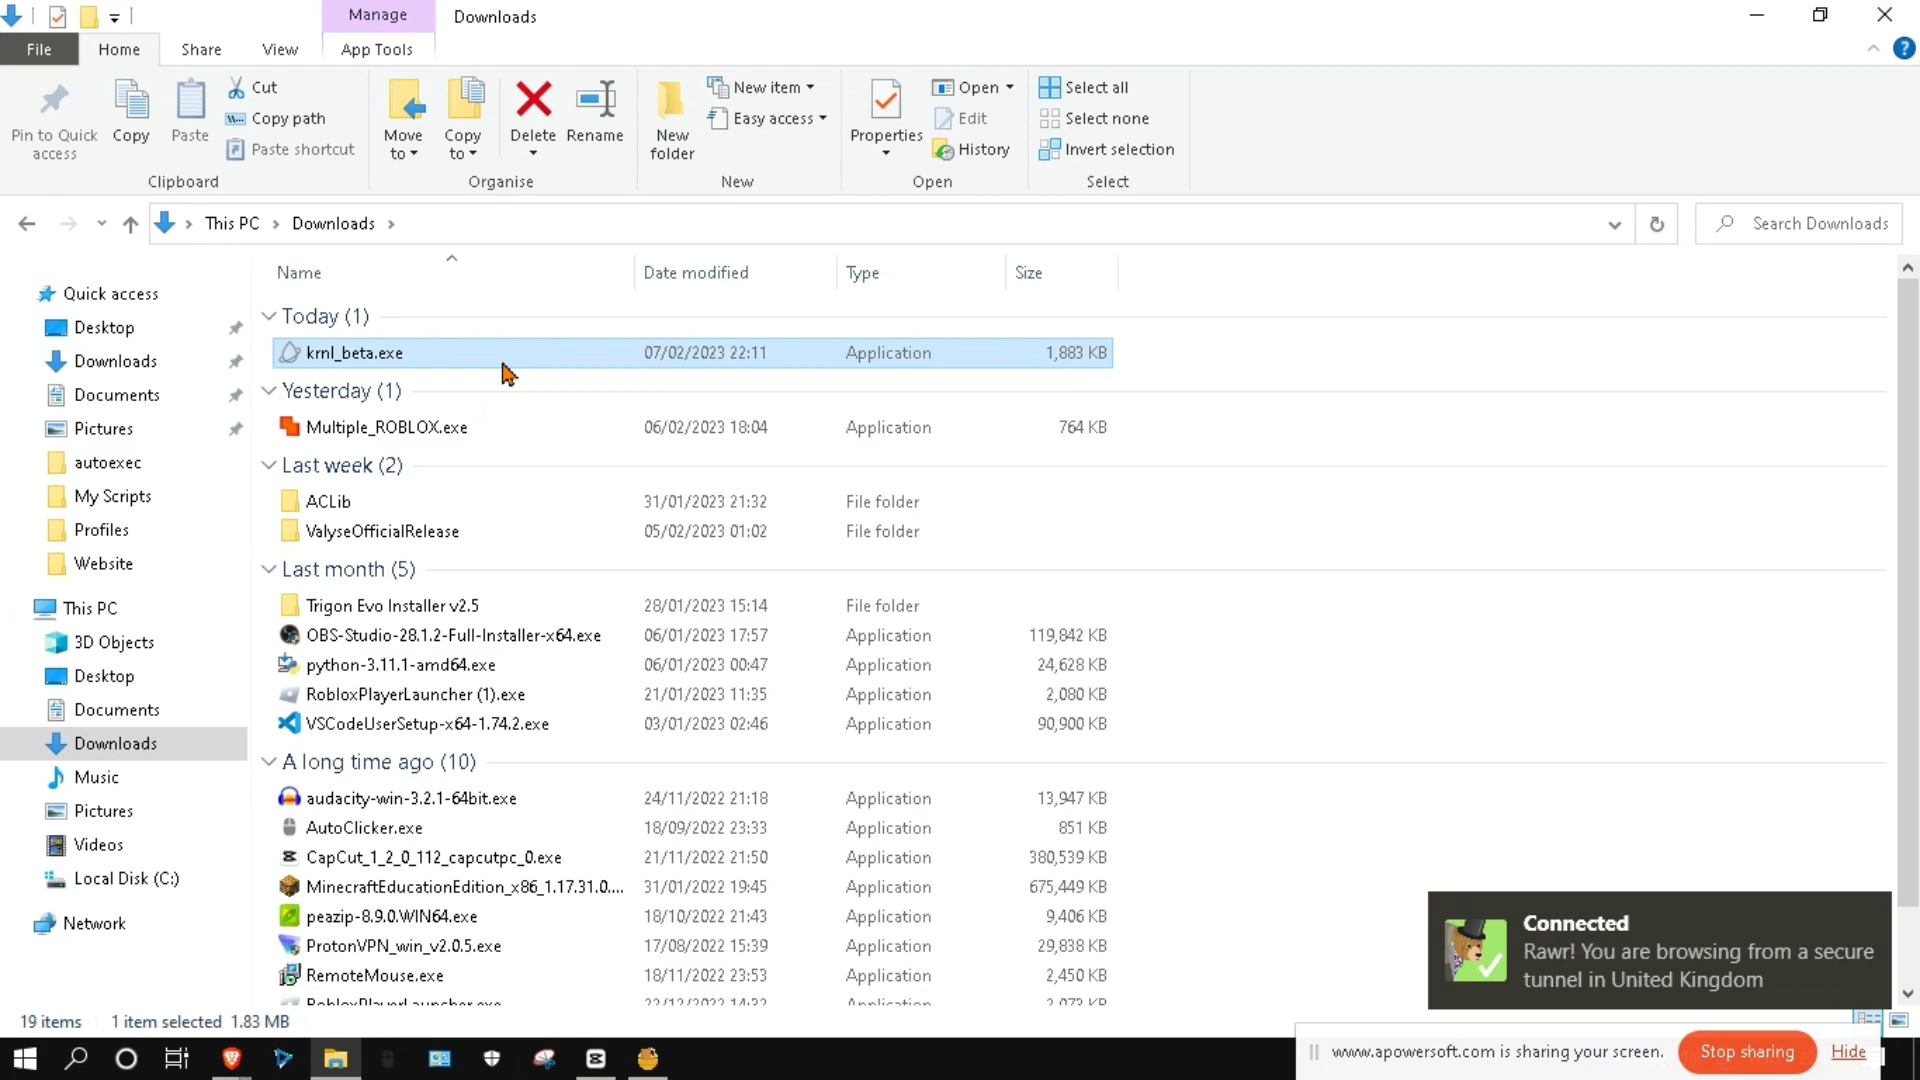 Manage
Downloads
File
Home
Share
View
App Tools
Pin to Quick access
Copy
Paste
Cut
Copy path
Paste shortcut
Move to
Copy to
Delete
Rename
New folder
New item
Easy access
Properties
Open
Edit
History
Select all
Select none
Invert selection
Clipboard
Organise
New
Open
Select
This PC
Downloads
Search Downloads
Name
Date modified
Type
Size
Quick access
Desktop
Downloads
Documents
Pictures
autoexec
My Scripts
Profiles
Website
This PC
3D Objects
Desktop
Documents
Downloads
Music
Pictures
Videos
Local Disk (C:)
Network
Today (1)
krnl_beta.exe 07/02/2023 22:11 Application 1,883 KB
Yesterday (1)
Multiple_ROBLOX.exe 06/02/2023 18:04 Application 764 KB
Last week (2)
ACLib 31/01/2023 21:32 File folder
ValyseOfficialRelease 05/02/2023 01:02 File folder
Last month (5)
Trigon Evo Installer v2.5 28/01/2023 15:14 File folder
OBS-Studio-28.1.2-Full-Installer-x64.exe 06/01/2023 17:57 Application 119,842 KB
python-3.11.1-amd64.exe 06/01/2023 00:47 Application 24,628 KB
RobloxPlayerLauncher (1).exe 21/01/2023 11:35 Application 2,080 KB
VSCodeUserSetup-x64-1.74.2.exe 03/01/2023 02:46 Application 90,900 KB
A long time ago (10)
audacity-win-3.2.1-64bit.exe 24/11/2022 21:18 Application 13,947 KB
AutoClicker.exe 18/09/2022 23:33 Application 851 KB
CapCut_1_2_0_112_capcutpc_0.exe 21/11/2022 21:50 Application 380,539 KB
MinecraftEducationEdition_x86_1.17.31.0.... 31/01/2022 19:45 Application 675,449 KB
peazip-8.9.0.WIN64.exe 18/10/2022 21:43 Application 9,406 KB
ProtonVPN_win_v2.0.5.exe 17/08/2022 15:39 Application 29,838 KB
RemoteMouse.exe 18/11/2022 23:53 Application 2,450 KB
RobloxPlayerLauncher.exe 22/12/2022 14:32 Application 2,073 KB
Connected
Rawr! You are browsing from a secure
tunnel in United Kingdom
19 items 1 item selected 1.83 MB
www.apowersoft.com is sharing your screen.
Stop sharing
Hide